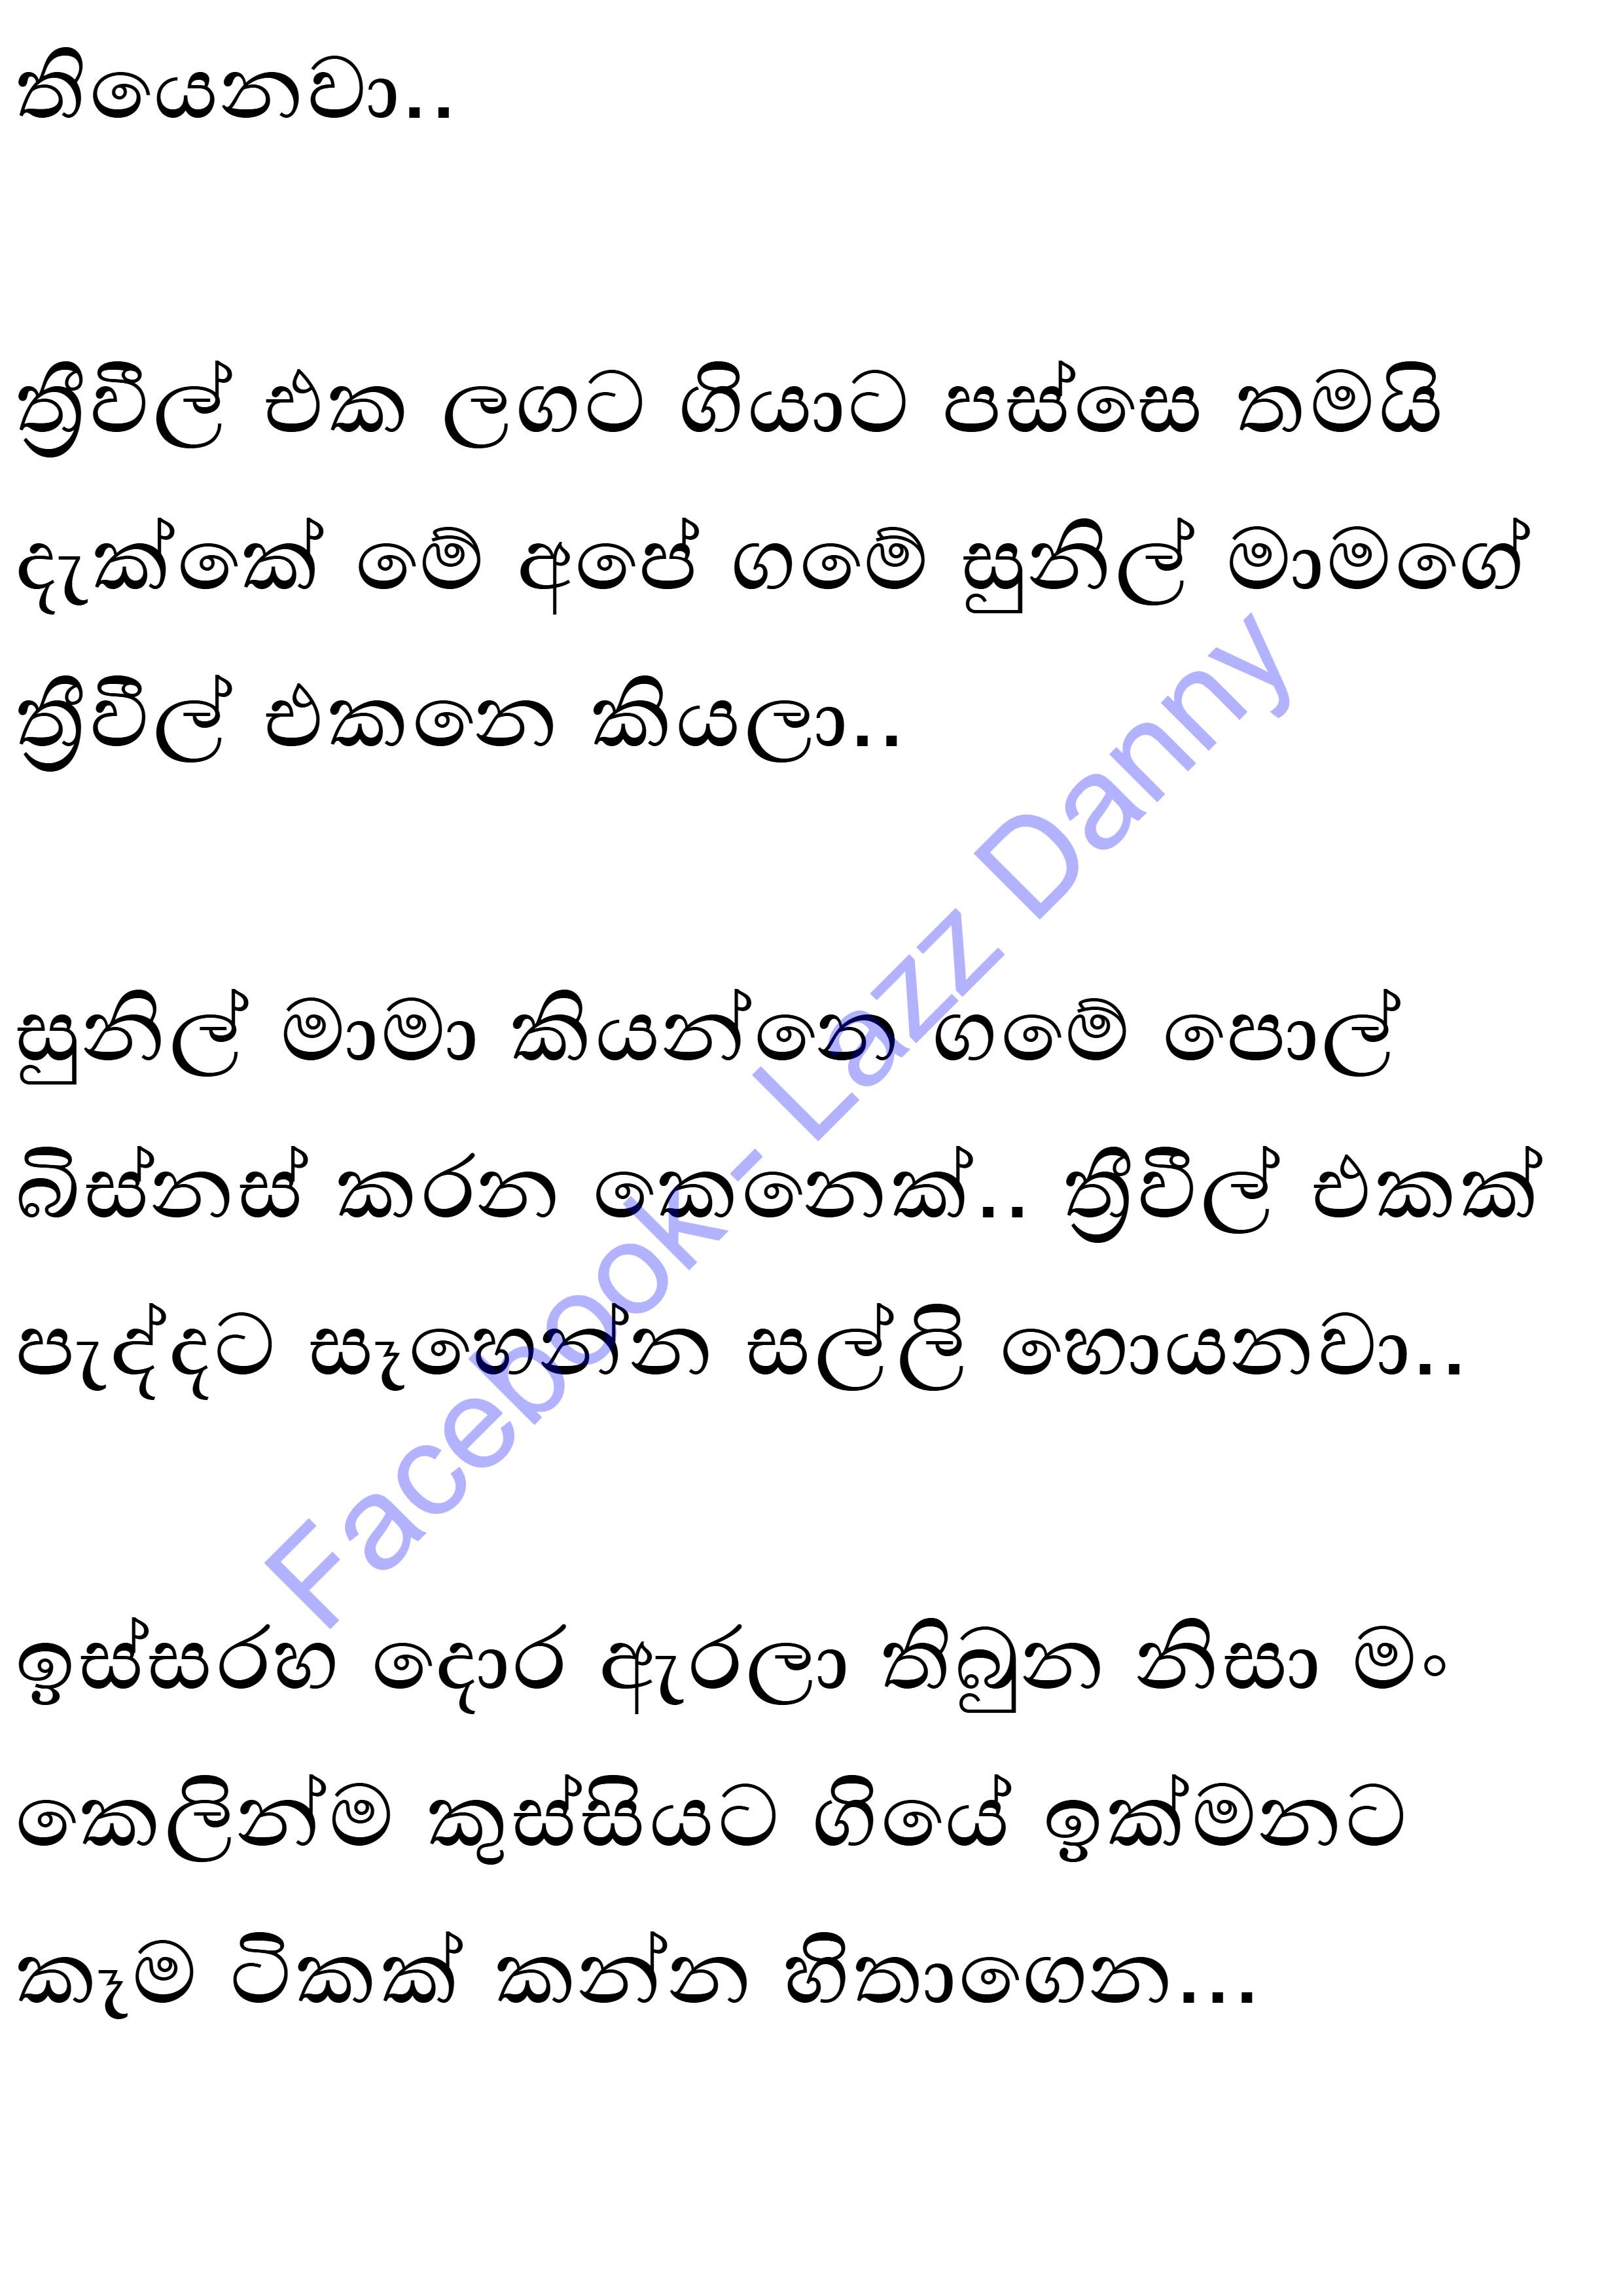 තියෙනවා..
ත්‍රීවීල් එක ලගට ගියාට පස්සෙ තමයි
දැක්කේ මේ අපේ ගමේ සුනිල් මාමගේ
ත්‍රීවීල් එකනෙ කියලා..
සුනිල් මාමා කියන්නෙ ගමේ පොල්
බිස්නස් කරන කෙනෙක්.. ත්‍රීවීල් එකක්
පැද්දට සෑහෙන්න සල්ලි හොයනවා..
ඉස්සරහ දොර ඇරලා තිබුන නිසා මං
කෙලින්ම කුස්සියට ගියේ ඉක්මනට
කෑම ටිකක් කන්න හිතාගෙන...
Facebook- Lazz Danny